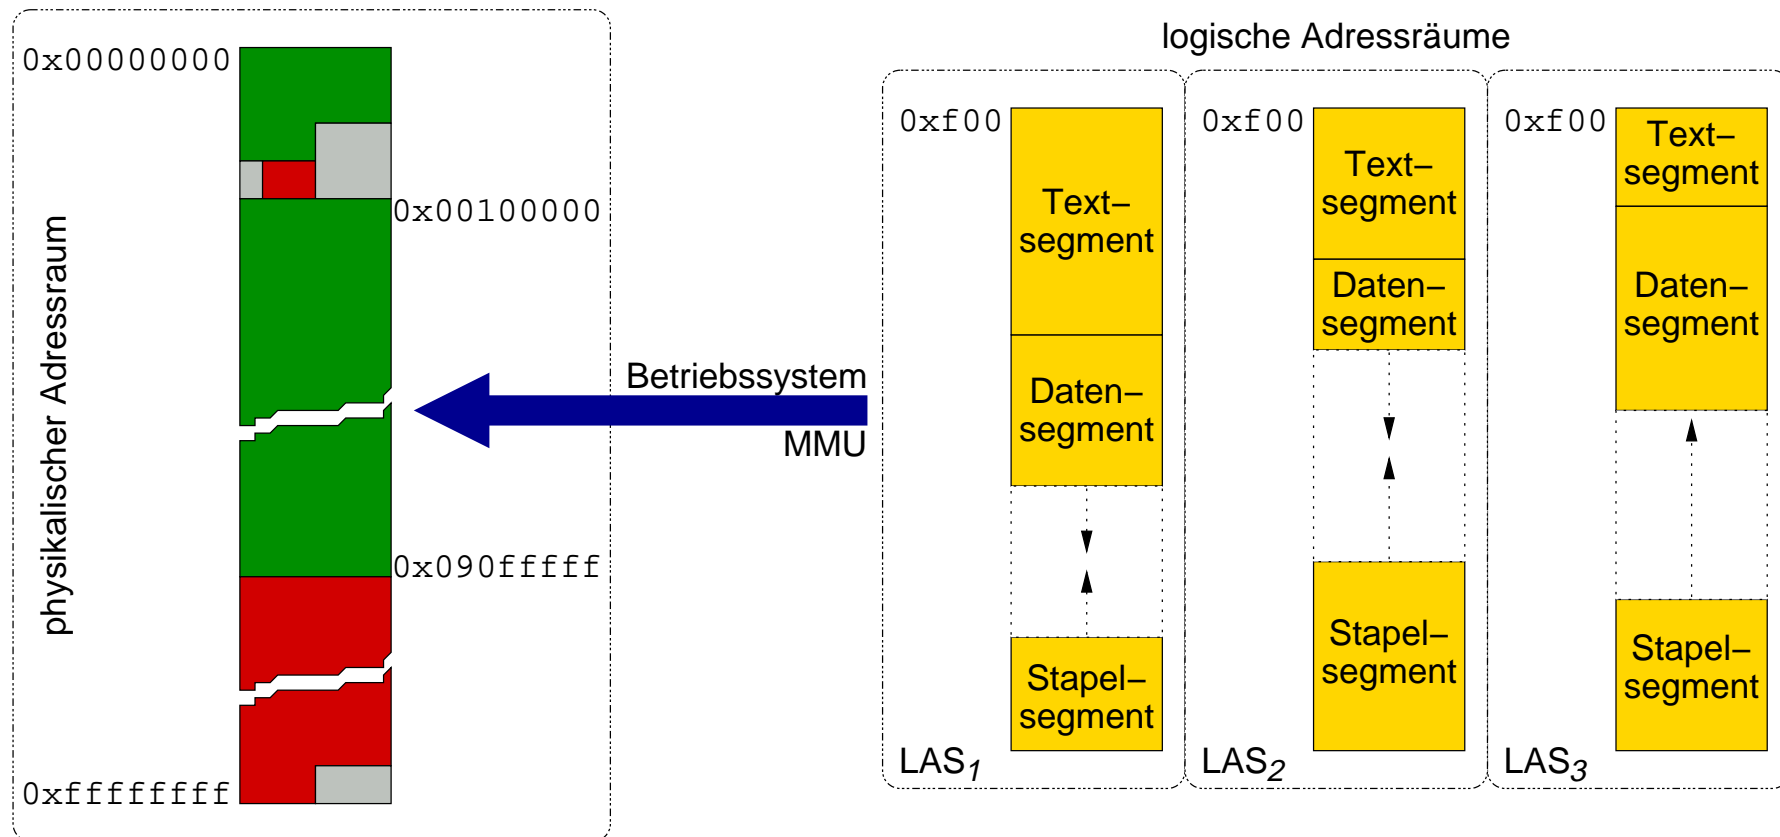 logische Adressräume
physikalischer Adressraum
0x00000000
0x00100000
0x090fffff
0xffffffff
Betriebssystem
MMU
0xf00
Text–
segment
Daten–
segment
Stapel–
segment
LAS1
0xf00
Text–
segment
Daten–
segment
Stapel–
segment
LAS2
0xf00
Text–
segment
Daten–
segment
Stapel–
segment
LAS3